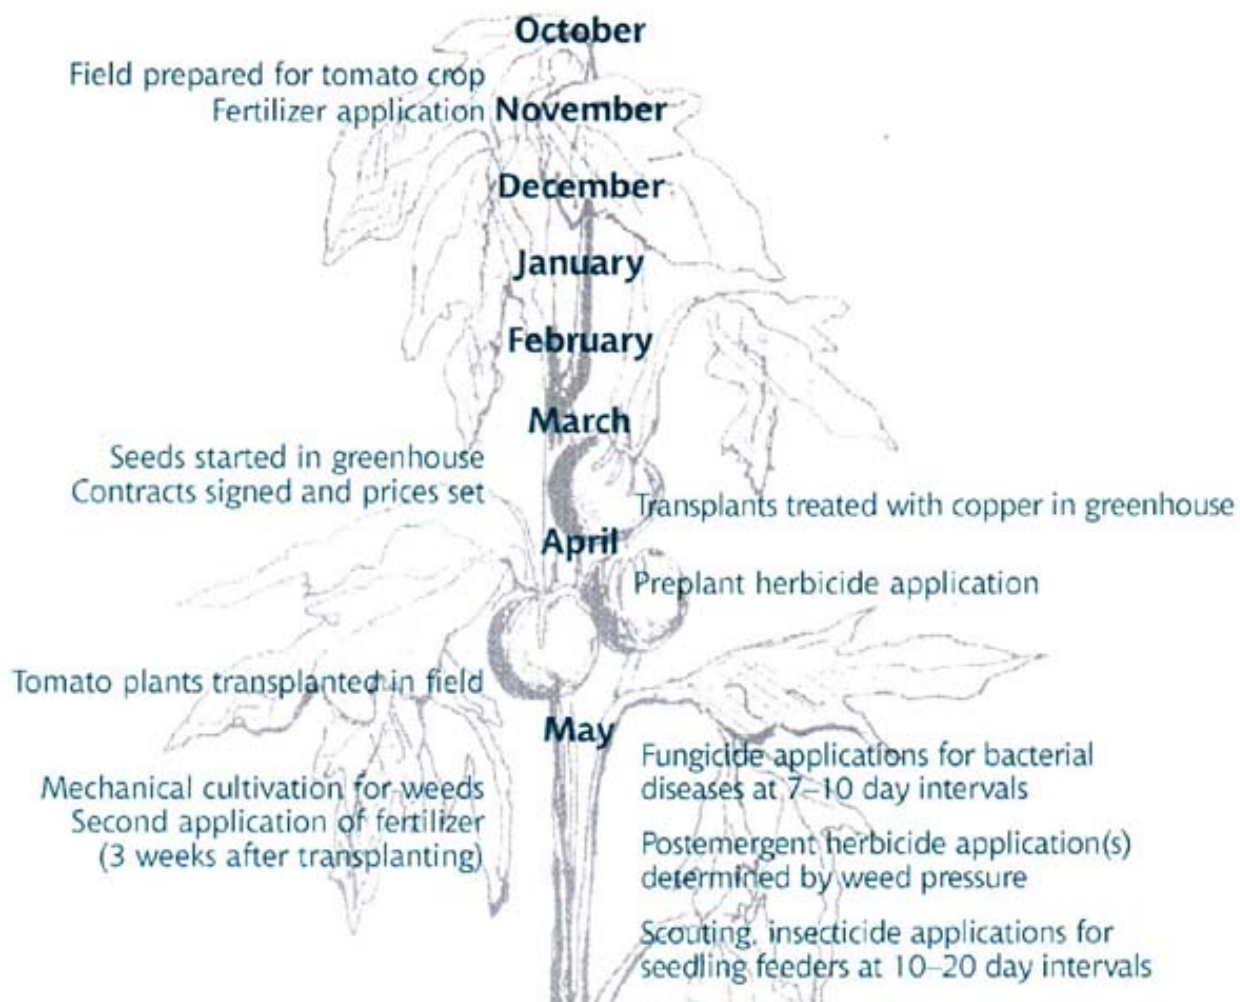 October
Field prepared for tomato crop
Fertilizer application
November
December
January
February
March
Seeds started in greenhouse
Contracts signed and prices set
Transplants treated with copper in greenhouse
April
Preplant herbicide application
Tomato plants transplanted in field
May
Fungicide applications for bacterial
diseases at 7–10 day intervals
Mechanical cultivation for weeds
Second application of fertilizer
(3 weeks after transplanting)
Postemergent herbicide application(s)
determined by weed pressure
Scouting, insecticide applications for
seedling feeders at 10–20 day intervals